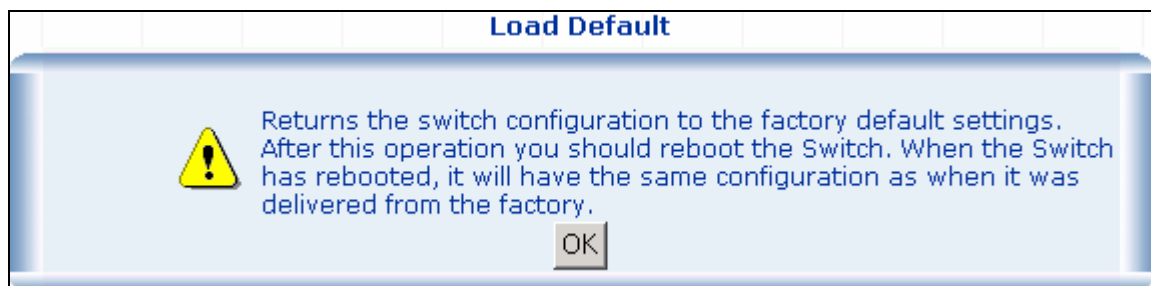 Load Default
Returns the switch configuration to the factory default settings.
After this operation you should reboot the Switch. When the Switch
has rebooted, it will have the same configuration as when it was
delivered from the factory.
OK